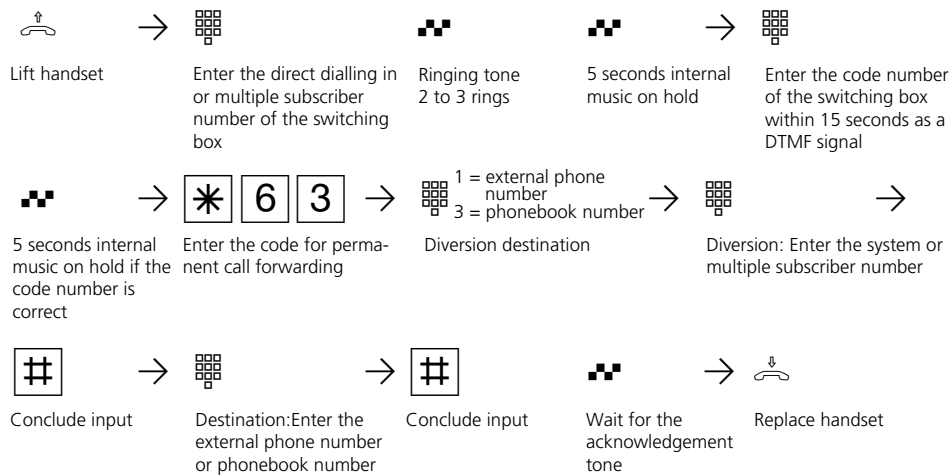 Lift handset
Enter the direct dialling in
or multiple subscriber
number of the switching
box
Ringing tone
2 to 3 rings
5 seconds internal
music on hold
Enter the code number
of the switching box
within 15 seconds as a
DTMF signal
5 seconds internal
music on hold if the
code number is
correct
* 6 3
Enter the code for perma-
nent call forwarding
1 = external phone
number
3 = phonebook number
Diversion destination
Diversion: Enter the system or
multiple subscriber number
#
Conclude input
Destination:Enter the
external phone number
or phonebook number
#
Conclude input
Wait for the
acknowledgement
tone
Replace handset